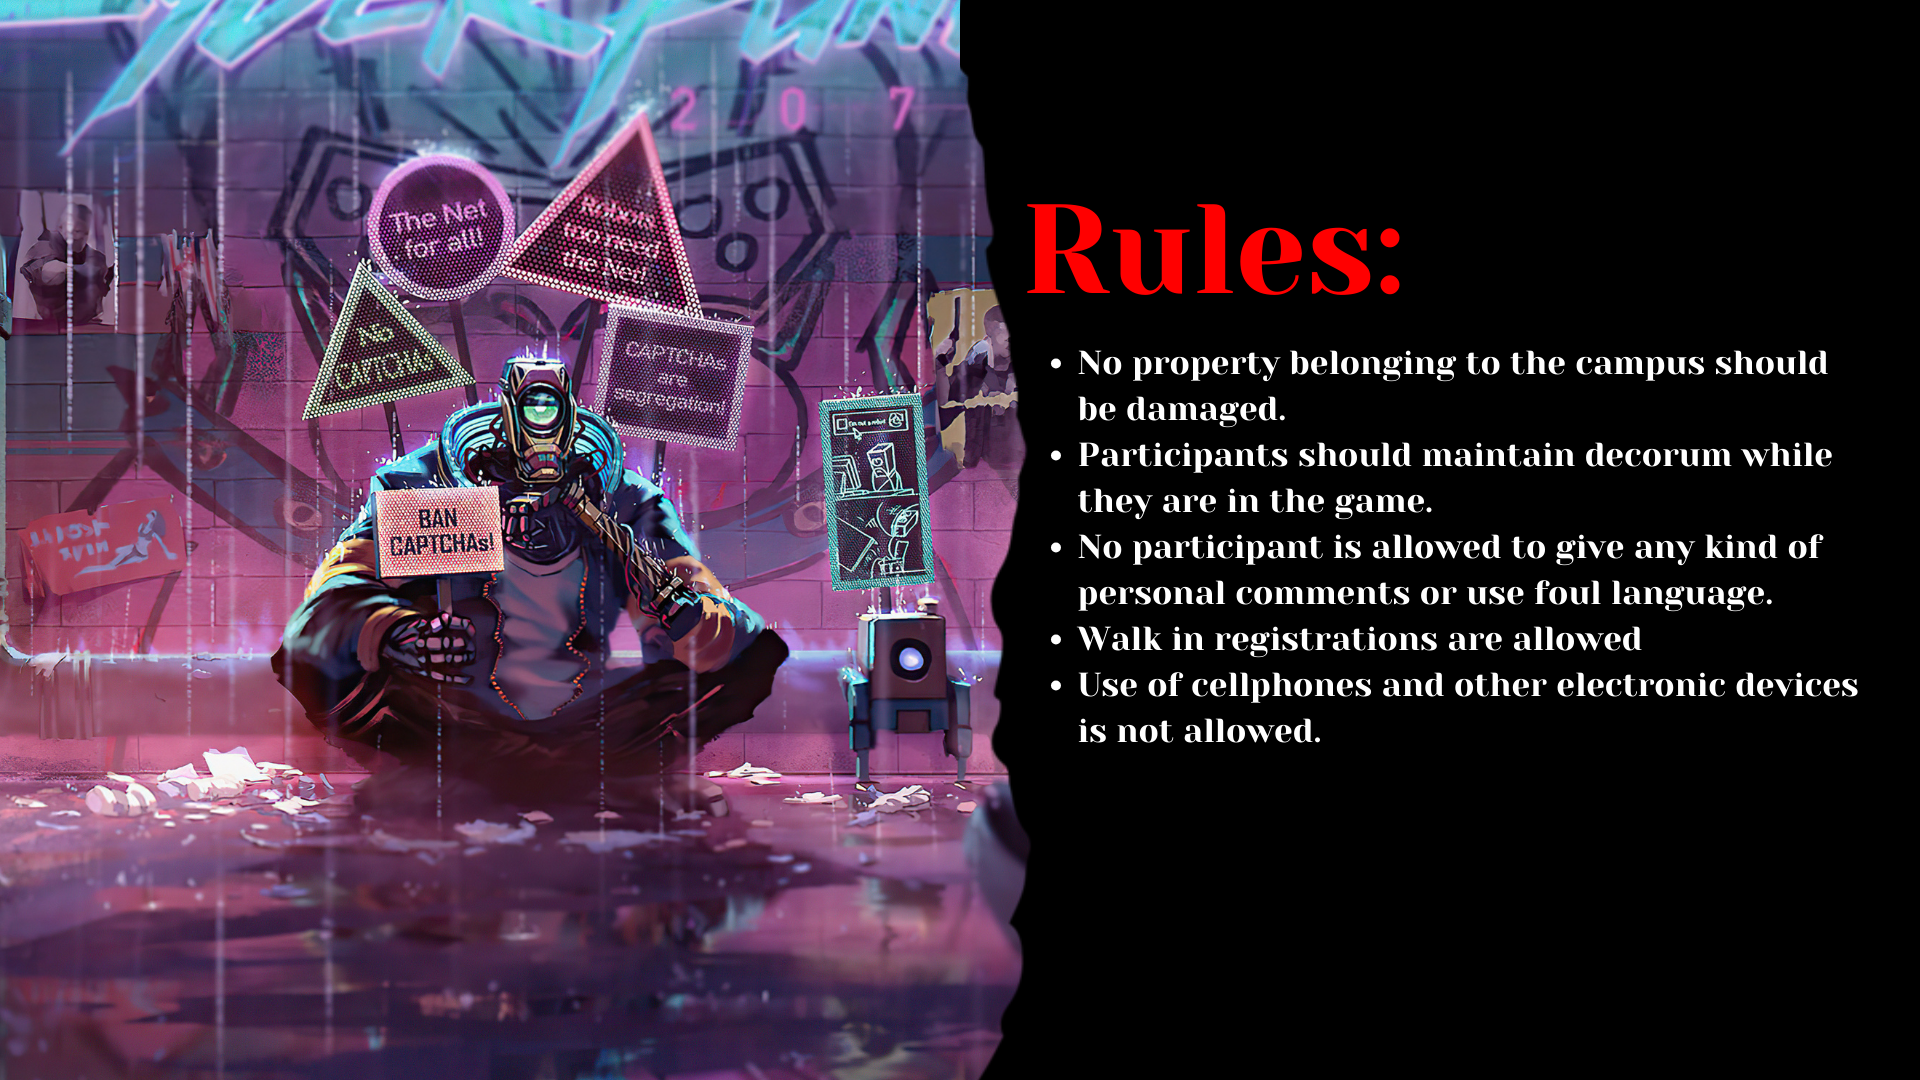 2 0 7
The Net
for all!
Robots
too need
the Net!
No
CAPTCHAs
CAPTCHAs
are
segregation!
BAN
CAPTCHAs!
Rules:
• No property belonging to the campus should
be damaged.
• Participants should maintain decorum while
they are in the game.
• No participant is allowed to give any kind of
personal comments or use foul language.
• Walk in registrations are allowed
• Use of cellphones and other electronic devices
is not allowed.